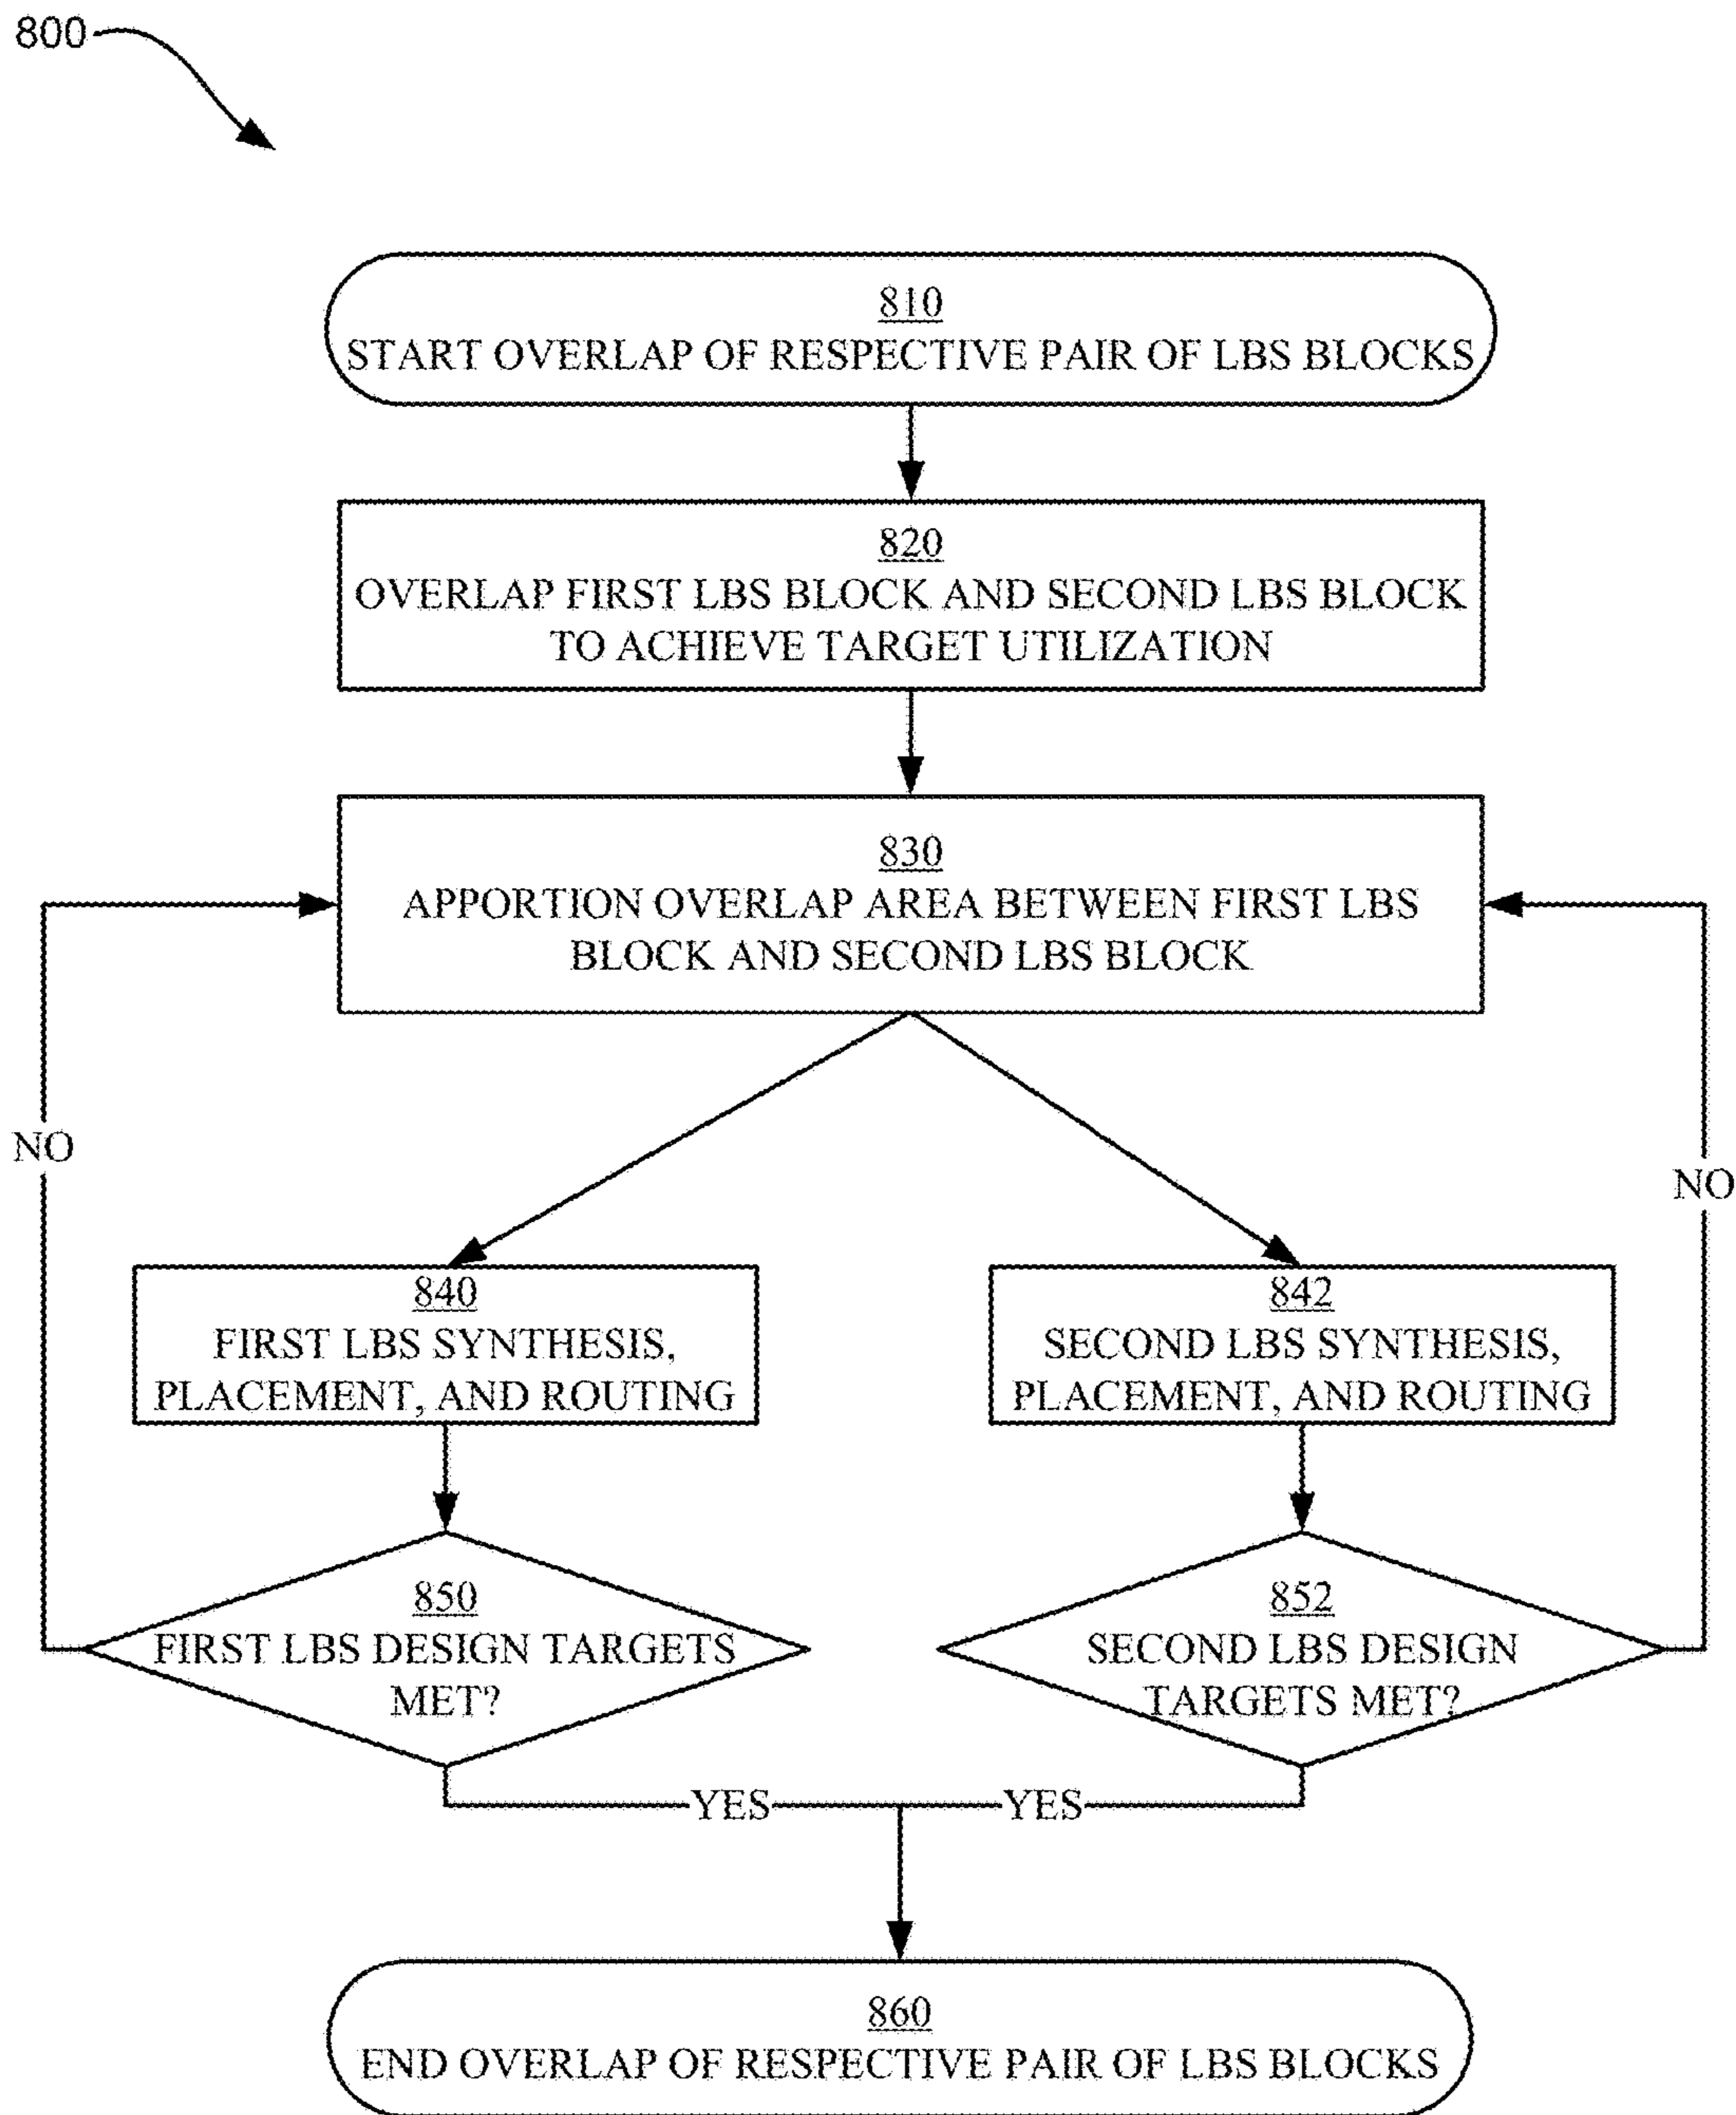 800
810
START OVERLAP OF RESPECTIVE PAIR OF LBS BLOCKS
820
OVERLAP FIRST LBS BLOCK AND SECOND LBS BLOCK
TO ACHIEVE TARGET UTILIZATION
830
APPORTION OVERLAP AREA BETWEEN FIRST LBS
BLOCK AND SECOND LBS BLOCK
NO
NO
840
FIRST LBS SYNTHESIS,
PLACEMENT, AND ROUTING
842
SECOND LBS SYNTHESIS,
PLACEMENT, AND ROUTING
850
FIRST LBS DESIGN TARGETS
MET?
852
SECOND LBS DESIGN
TARGETS MET?
YES
YES
860
END OVERLAP OF RESPECTIVE PAIR OF LBS BLOCKS